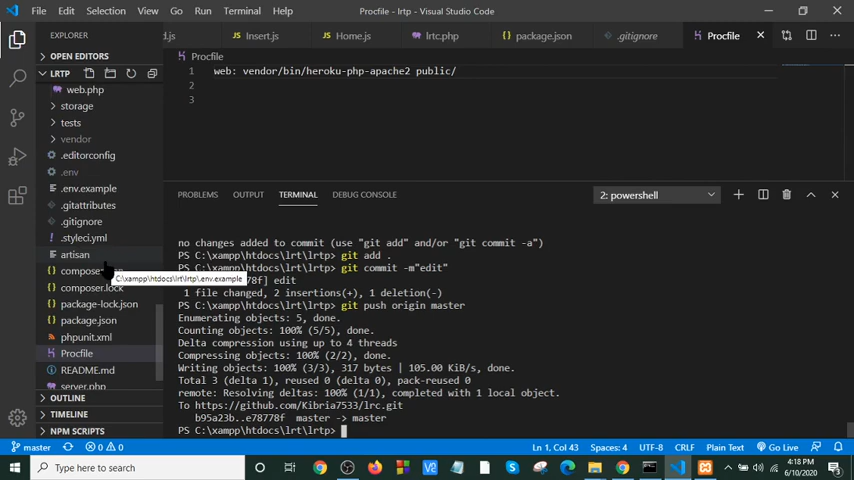 File Edit Selection View Go Run Terminal Help
Procfile - lrtp - Visual Studio Code
EXPLORER
OPEN EDITORS
LRTP
web.php
storage
tests
vendor
.editorconfig
.env
.env.example
.gitattributes
.gitignore
.styleci.yml
artisan
C:\xampp\htdocs\lrt\lrtp\.env.example
composer.lock
package-lock.json
package.json
phpunit.xml
Procfile
README.md
server.php
OUTLINE
TIMELINE
NPM SCRIPTS
d.js Insert.js Home.js lrtc.php package.json .gitignore Procfile
Procfile
1 web: vendor/bin/heroku-php-apache2 public/
2
3
PROBLEMS OUTPUT TERMINAL DEBUG CONSOLE 2: powershell
no changes added to commit (use "git add" and/or "git commit -a")
PS C:\xampp\htdocs\lrt\lrtp> git add .
PS C:\xampp\htdocs\lrt\lrtp> git commit -m"edit"
78f] edit
1 file changed, 2 insertions(+), 1 deletion(-)
PS C:\xampp\htdocs\lrt\lrtp> git push origin master
Enumerating objects: 5, done.
Counting objects: 100% (5/5), done.
Delta compression using up to 4 threads
Compressing objects: 100% (2/2), done.
Writing objects: 100% (3/3), 317 bytes | 105.00 KiB/s, done.
Total 3 (delta 1), reused 0 (delta 0), pack-reused 0
remote: Resolving deltas: 100% (1/1), completed with 1 local object.
To https://github.com/Kibria7533/lrc.git
b95a23b..e78778f master -> master
PS C:\xampp\htdocs\lrt\lrtp>
master 0 0 Ln 1, Col 43 Spaces: 4 UTF-8 CRLF Plain Text Go Live
Type here to search
4:18 PM
6/10/2020
3